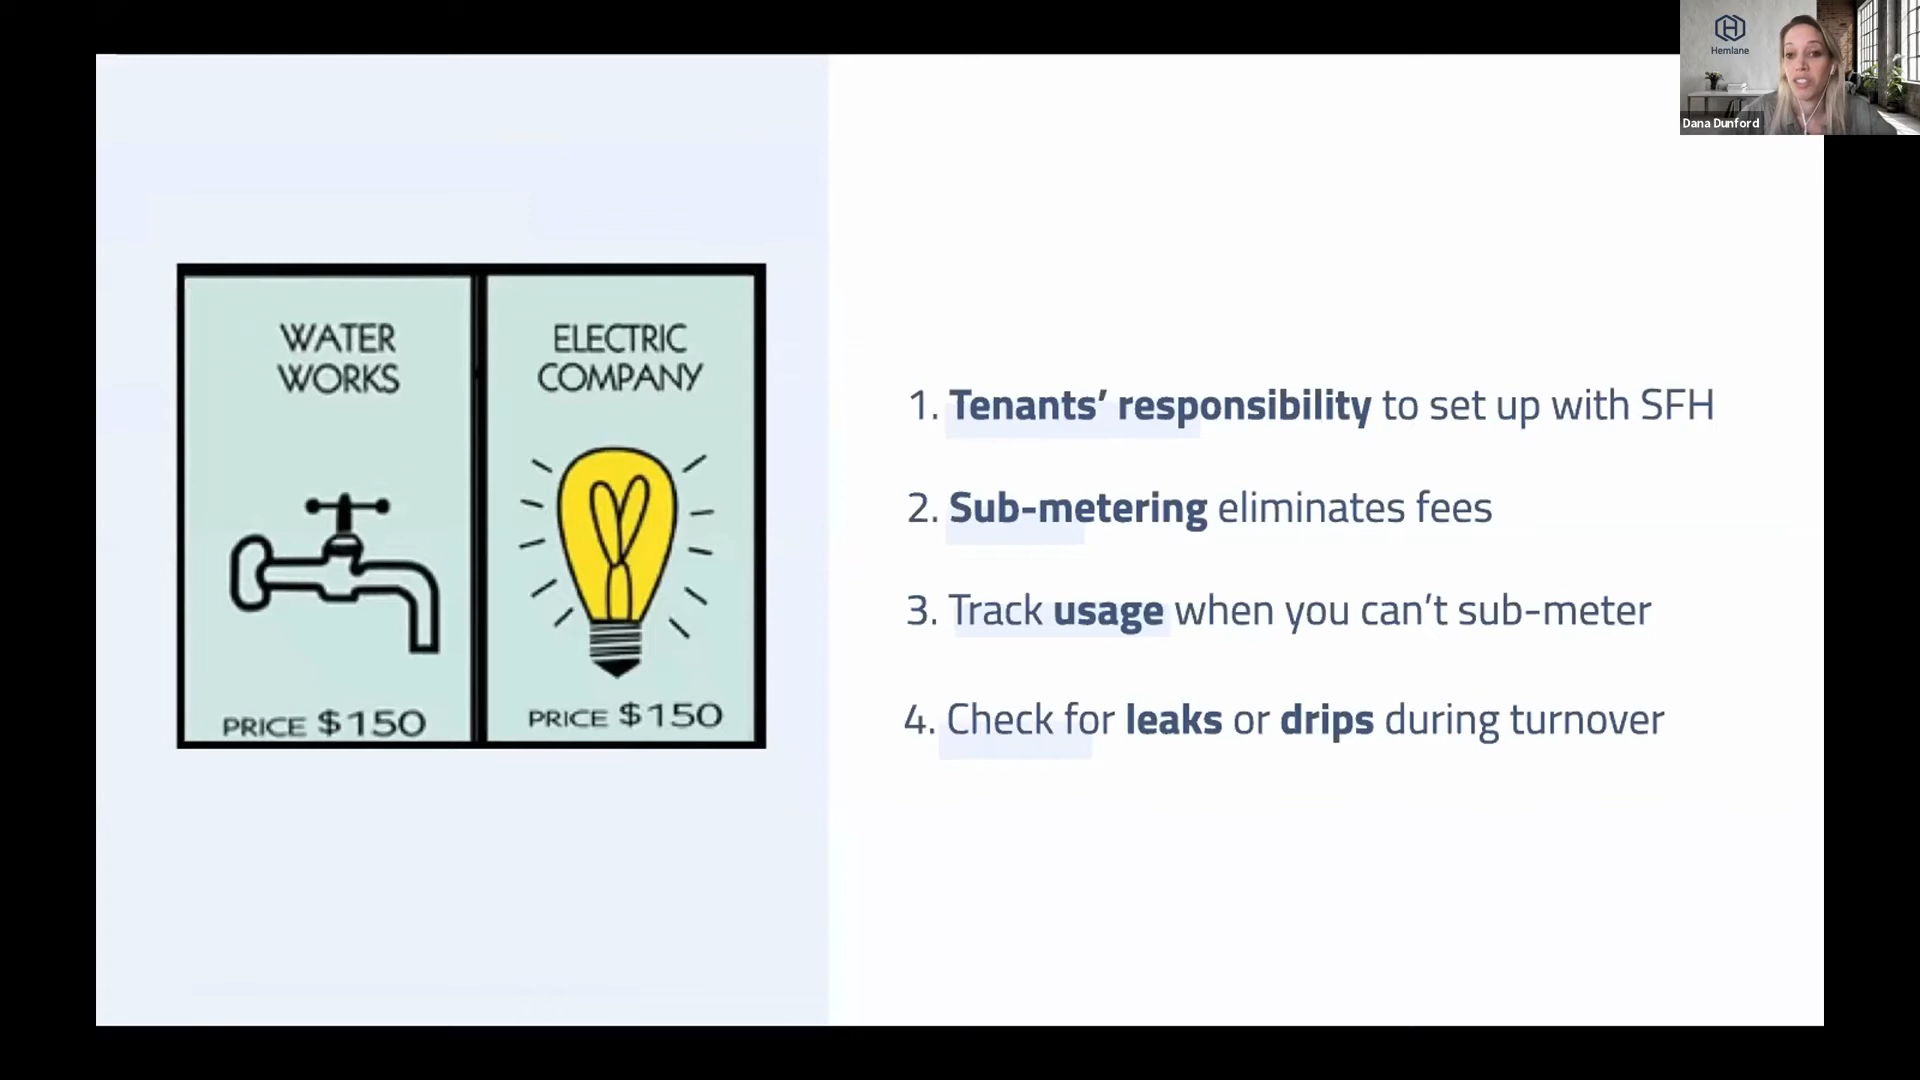 Hemlane
Dana Dunford
WATER
WORKS
PRICE $150
ELECTRIC
COMPANY
PRICE $150
1. Tenants’ responsibility to set up with SFH
2. Sub-metering eliminates fees
3. Track usage when you can’t sub-meter
4. Check for leaks or drips during turnover